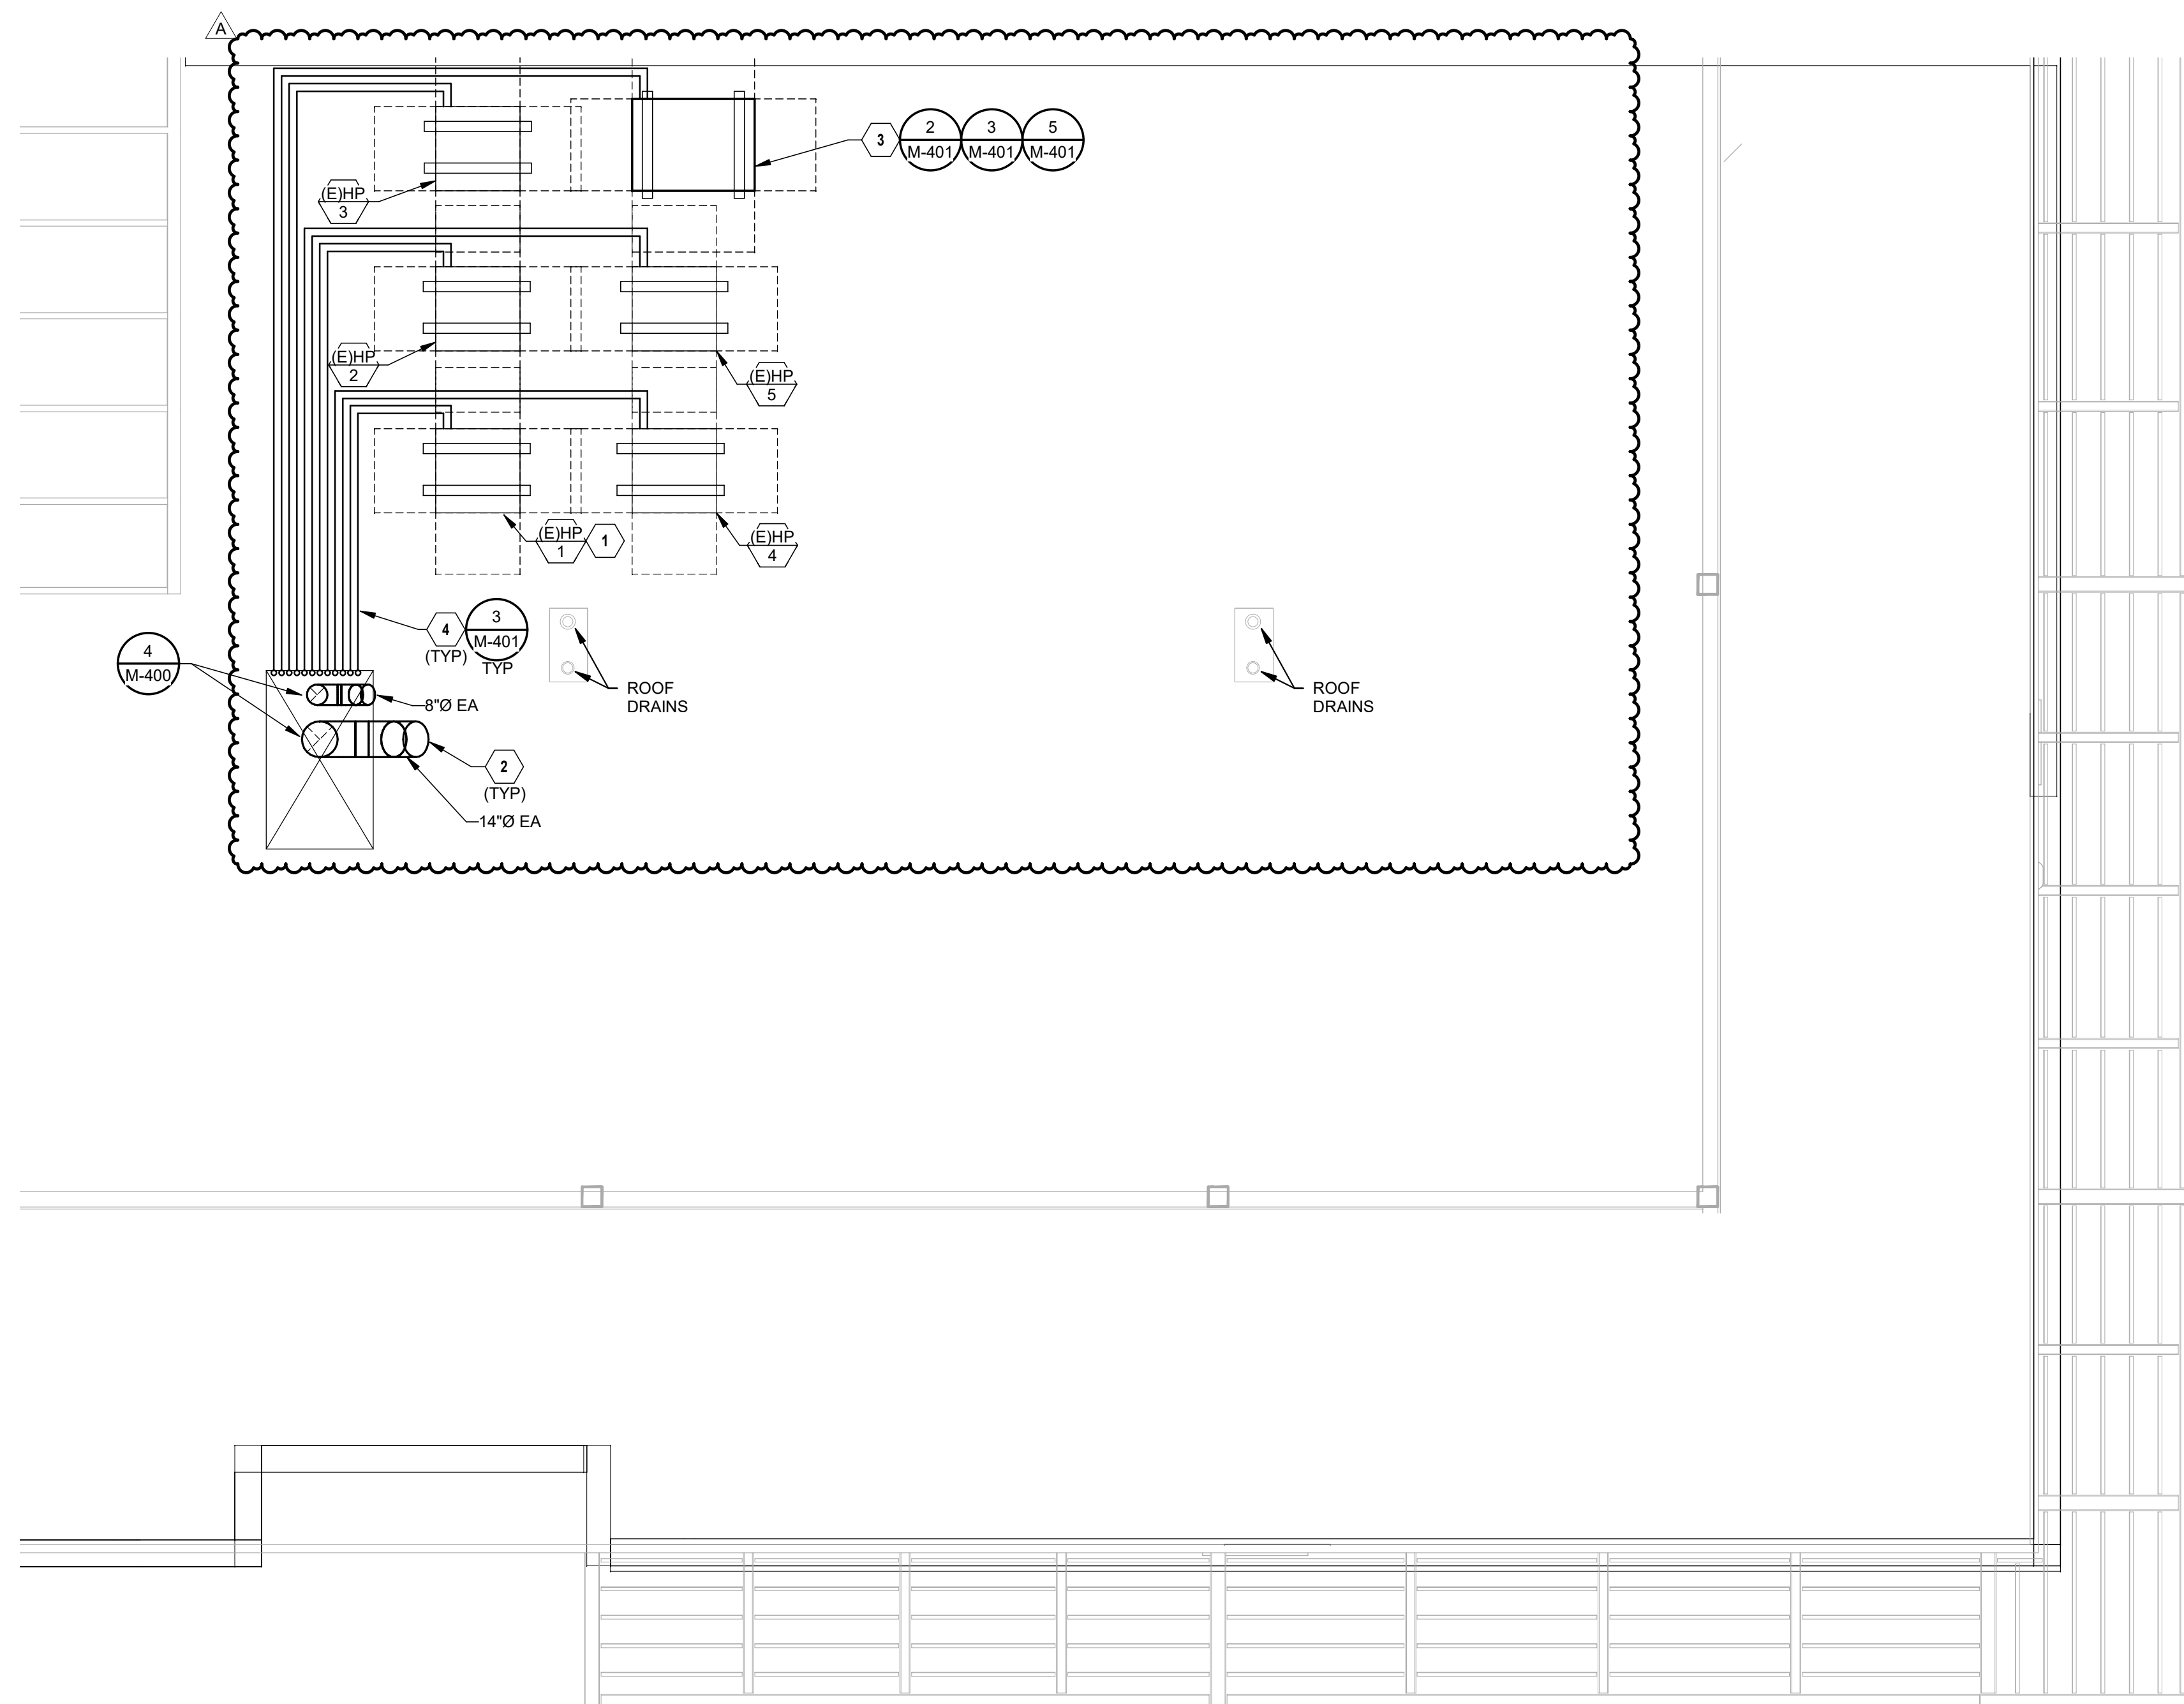 A
3
2
M-401
3
M-401
5
M-401
(E)HP
3
(E)HP
2
(E)HP
5
(E)HP
1
1
(E)HP
4
4
(TYP)
3
M-401
TYP
4
M-400
8"Ø EA
ROOF
DRAINS
ROOF
DRAINS
2
(TYP)
14"Ø EA